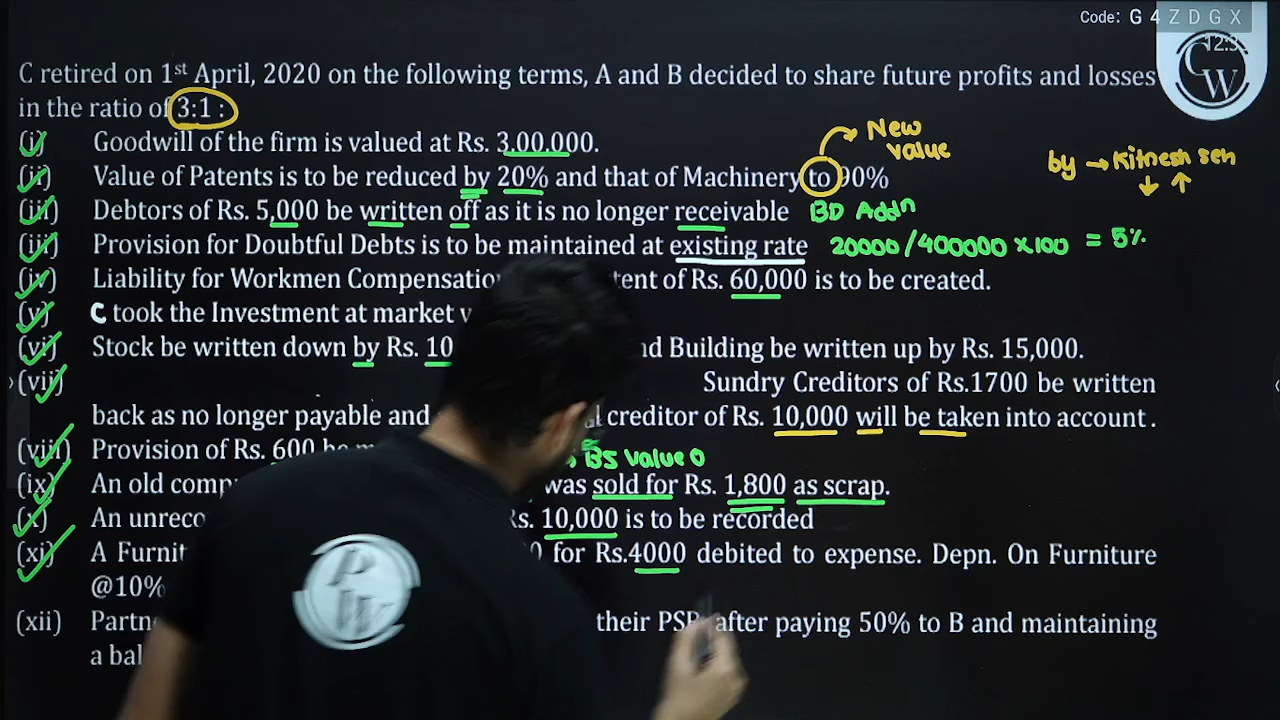 Code: G 4 Z D G X
12:3
C W
C retired on 1st April, 2020 on the following terms, A and B decided to share future profits and losses
in the ratio of 3:1 :
(i) Goodwill of the firm is valued at Rs. 3,00,000.
New
value
(ii) Value of Patents is to be reduced by 20% and that of Machinery to 90%
by → Kitnesh seh
(iii) Debtors of Rs. 5,000 be written off as it is no longer receivable BD Addn
(iii) Provision for Doubtful Debts is to be maintained at existing rate 20000/400000 x100 = 5%
(iv) Liability for Workmen Compensation tent of Rs. 60,000 is to be created.
(v) C took the Investment at market v
(vi) Stock be written down by Rs. 10 nd Building be written up by Rs. 15,000.
(vii) Sundry Creditors of Rs.1700 be written
back as no longer payable and creditor of Rs. 10,000 will be taken into account.
(viii) Provision of Rs. 600 be m BS value 0
(ix) An old comp was sold for Rs. 1,800 as scrap.
(x) An unreco Rs. 10,000 is to be recorded
(xi) A Furnit 0 for Rs.4000 debited to expense. Depn. On Furniture
@10%
(xii) Partne their PSR after paying 50% to B and maintaining
a bal
P W